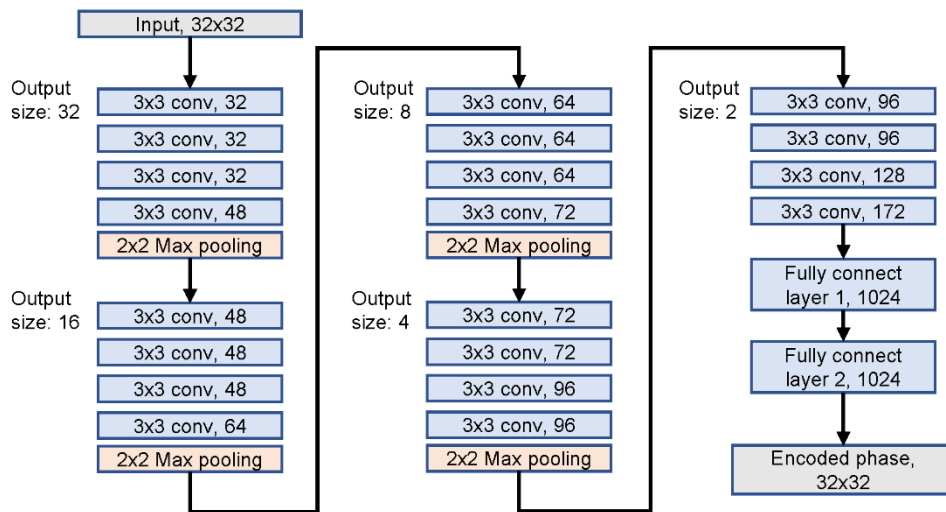 Input, 32x32
Output
size: 32
3x3 conv, 32
3x3 conv, 32
3x3 conv, 32
3x3 conv, 48
2x2 Max pooling
Output
size: 16
3x3 conv, 48
3x3 conv, 48
3x3 conv, 48
3x3 conv, 64
2x2 Max pooling
Output
size: 8
3x3 conv, 64
3x3 conv, 64
3x3 conv, 64
3x3 conv, 72
2x2 Max pooling
Output
size: 4
3x3 conv, 72
3x3 conv, 72
3x3 conv, 96
3x3 conv, 96
2x2 Max pooling
Output
size: 2
3x3 conv, 96
3x3 conv, 96
3x3 conv, 128
3x3 conv, 172
Fully connect
layer 1, 1024
Fully connect
layer 2, 1024
Encoded phase,
32x32